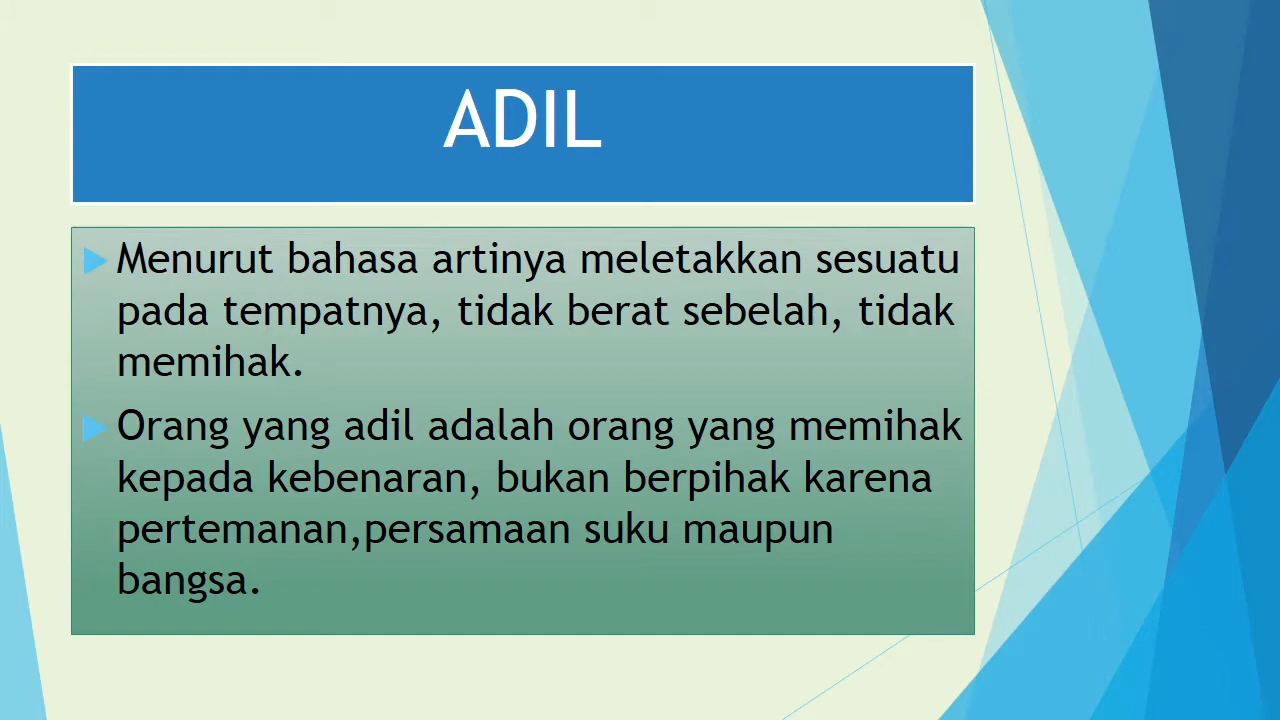 ADIL
Menurut bahasa artinya meletakkan sesuatu
pada tempatnya, tidak berat sebelah, tidak
memihak.
Orang yang adil adalah orang yang memihak
kepada kebenaran, bukan berpihak karena
pertemanan,persamaan suku maupun
bangsa.